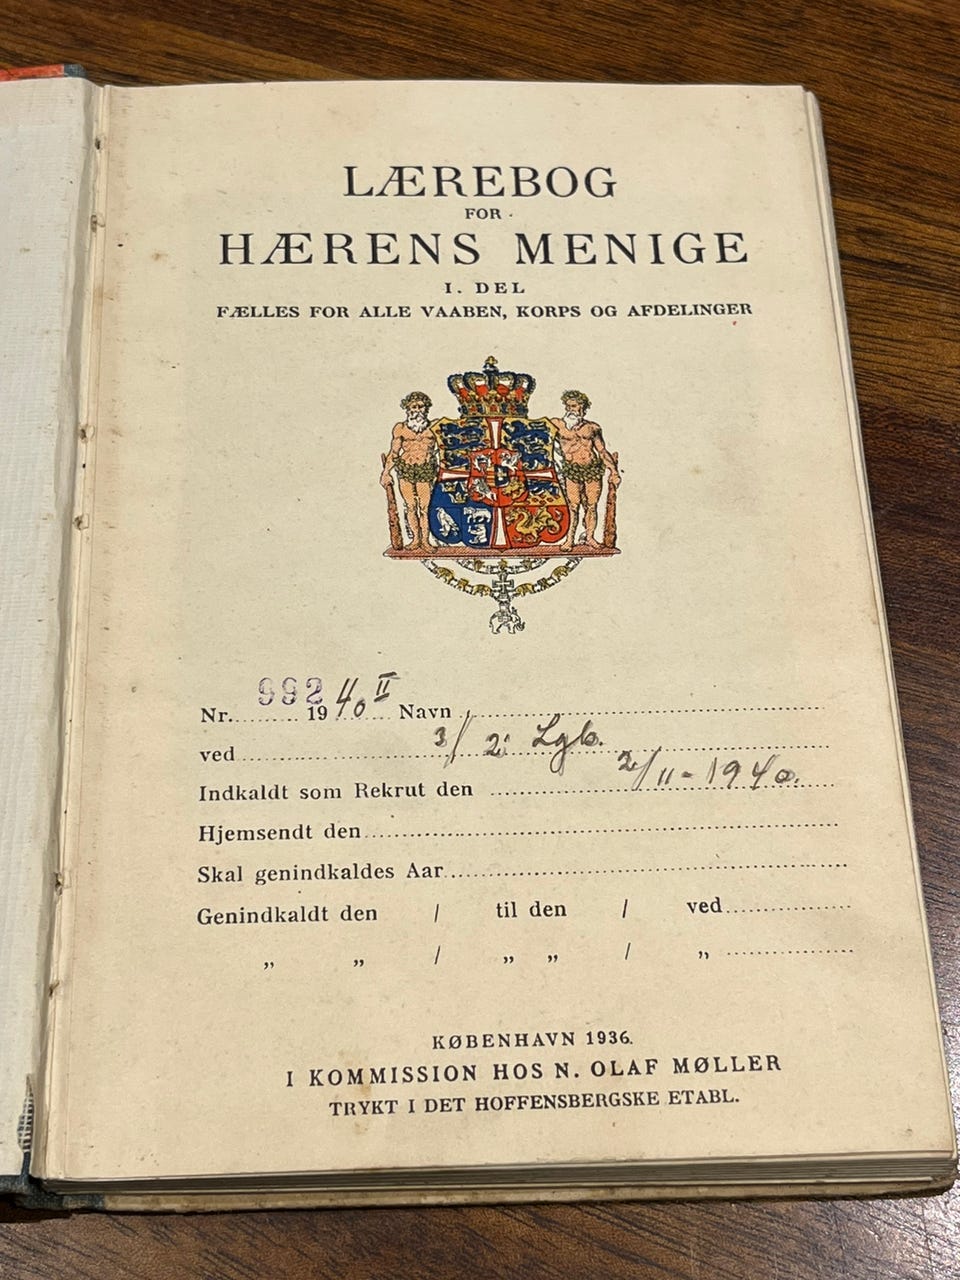 LÆREBOG
FOR
HÆRENS MENIGE
I. DEL
FÆLLES FOR ALLE VAABEN, KORPS OG AFDELINGER
Nr. 992 1940 II Navn
ved 3/ 2' Lgb.
Indkaldt som Rekrut den 2/11-1940.
Hjemsendt den
Skal genindkaldes Aar
Genindkaldt den / til den / ved
„ „ / „ „ / „
KØBENHAVN 1936.
I KOMMISSION HOS N. OLAF MØLLER
TRYKT I DET HOFFENSBERGSKE ETABL.